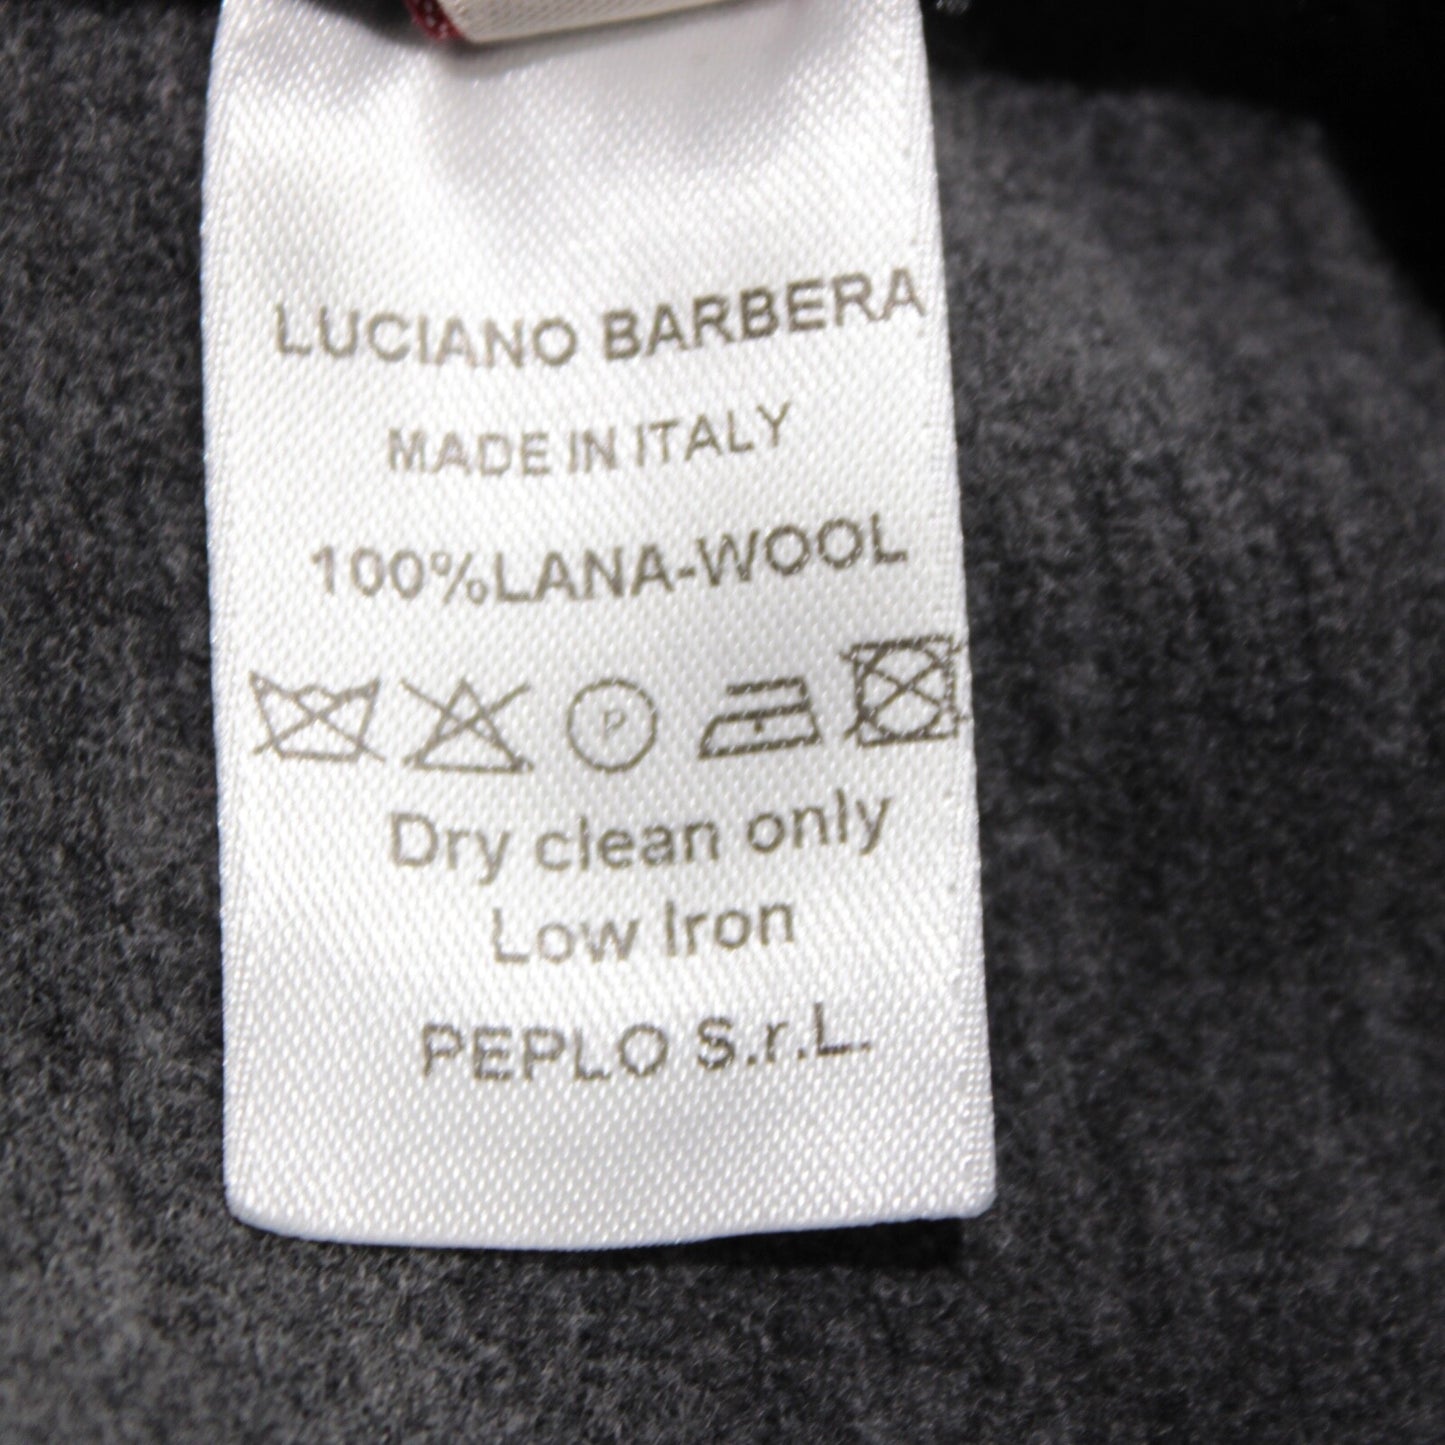 LUCIANO BARBERA
MADE IN ITALY
100%LANA-WOOL
P
Dry clean only
Low Iron
PEPLO S.r.L.